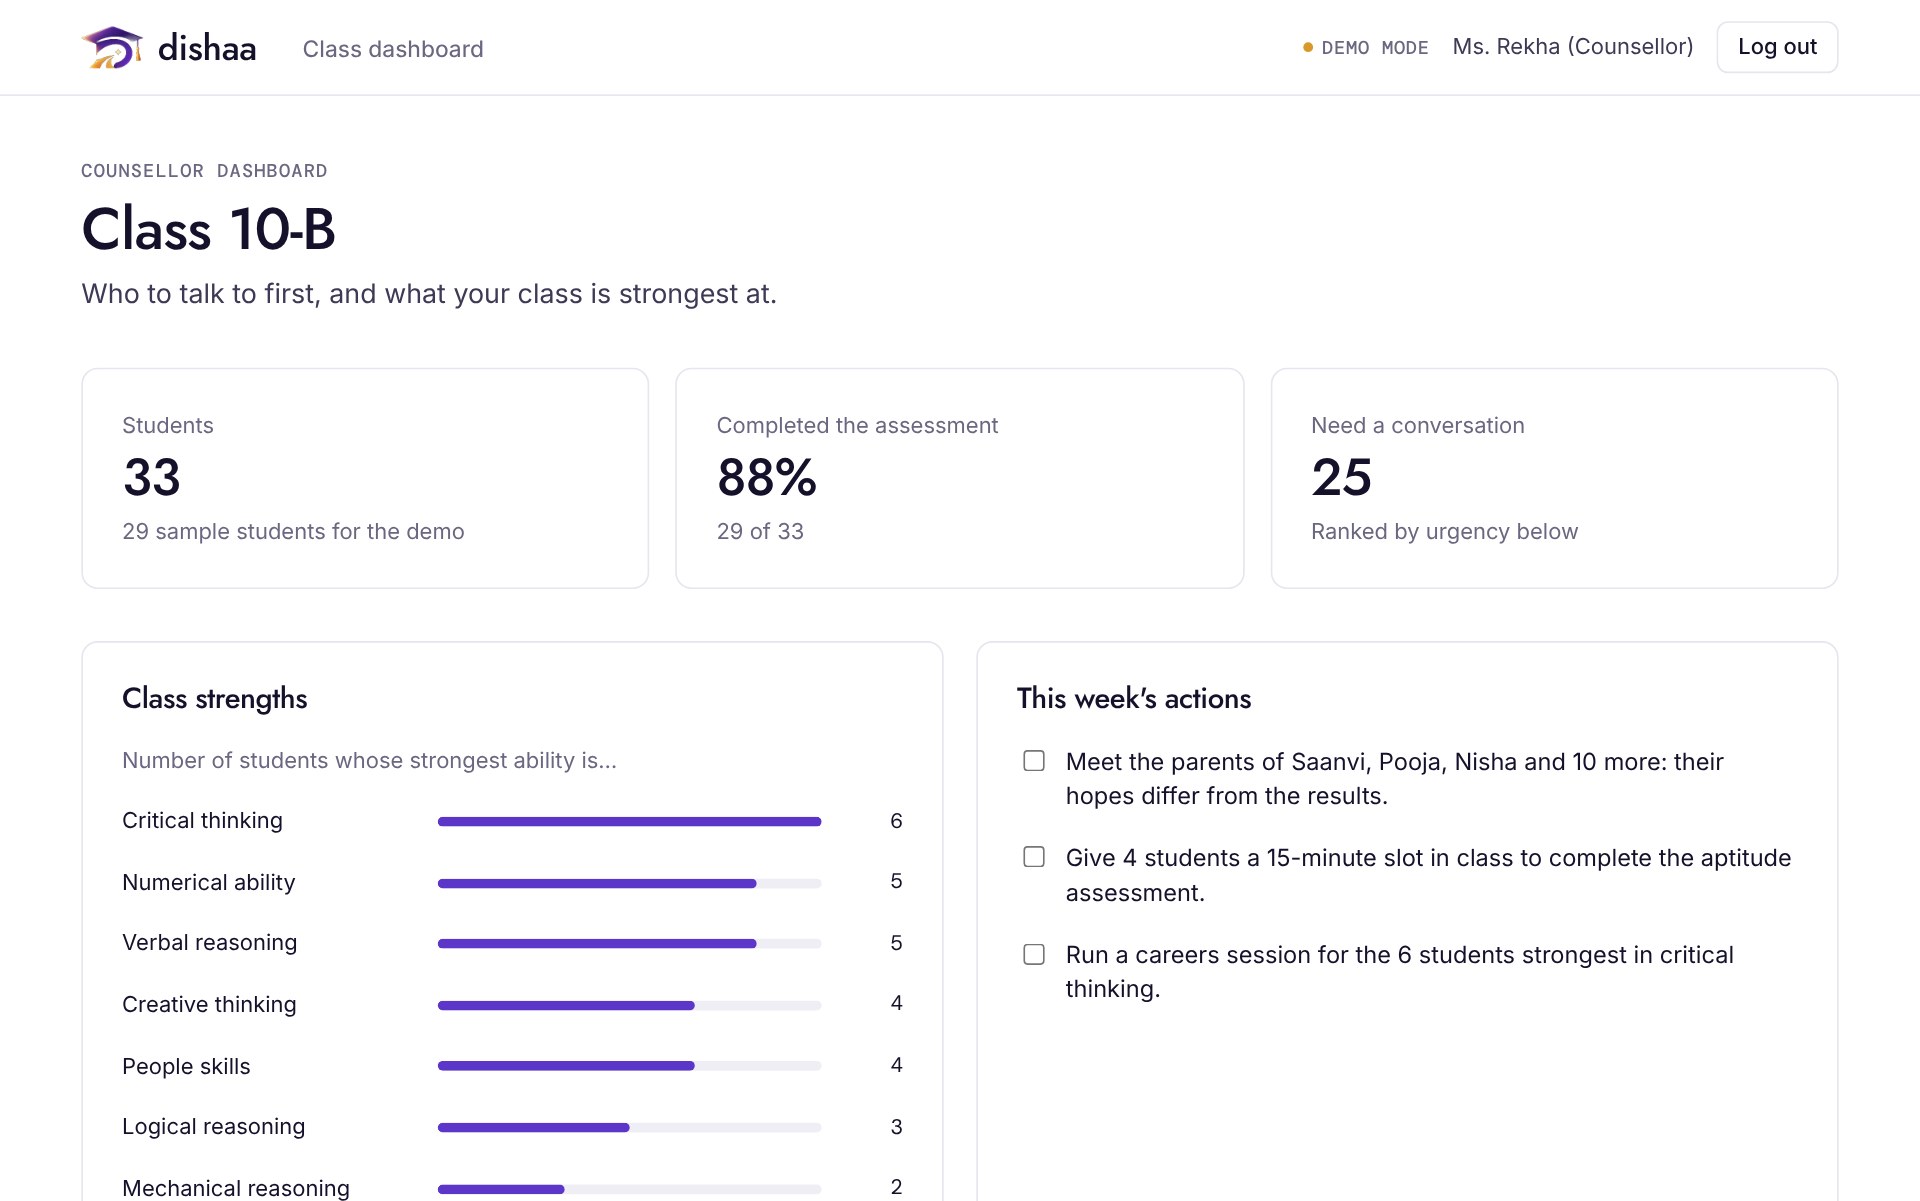 dishaa
Class dashboard
DEMO MODE
Ms. Rekha (Counsellor)
Log out
COUNSELLOR DASHBOARD
Class 10-B
Who to talk to first, and what your class is strongest at.
Students
33
29 sample students for the demo
Completed the assessment
88%
29 of 33
Need a conversation
25
Ranked by urgency below
Class strengths
Number of students whose strongest ability is...
Critical thinking 6
Numerical ability 5
Verbal reasoning 5
Creative thinking 4
People skills 4
Logical reasoning 3
Mechanical reasoning 2
This week's actions
Meet the parents of Saanvi, Pooja, Nisha and 10 more: their
hopes differ from the results.
Give 4 students a 15-minute slot in class to complete the aptitude
assessment.
Run a careers session for the 6 students strongest in critical
thinking.